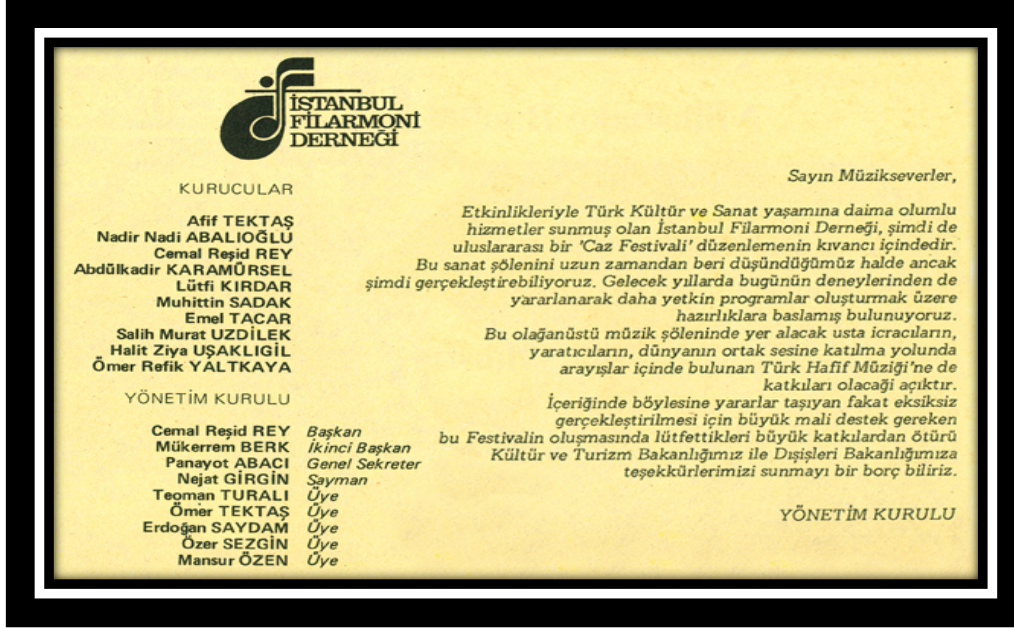 İSTANBUL
FİLARMONİ
DERNEĞİ
KURUCULAR
Afif TEKTAŞ
Nadir Nadi ABALIOĞLU
Cemal Reşid REY
Abdülkadir KARAMÜRSEL
Lütfi KIRDAR
Muhittin SADAK
Emel TACAR
Salih Murat UZDİLEK
Halit Ziya UŞAKLIGİL
Ömer Refik YALTKAYA
YÖNETİM KURULU
Cemal Reşid REY Başkan
Mükerrem BERK İkinci Başkan
Panayot ABACI Genel Sekreter
Nejat GİRGİN Sayman
Teoman TURALI Üye
Ömer TEKTAŞ Üye
Erdoğan SAYDAM Üye
Özer SEZGİN Üye
Mansur ÖZEN Üye
Sayın Müzikseverler,
Etkinlikleriyle Türk Kültür ve Sanat yaşamına daima olumlu
hizmetler sunmuş olan İstanbul Filarmoni Derneği, şimdi de
uluslararası bir 'Caz Festivali' düzenlemenin kıvancı içindedir.
Bu sanat şölenini uzun zamandan beri düşündüğümüz halde ancak
şimdi gerçekleştirebiliyoruz. Gelecek yıllarda bugünün deneylerinden de
yararlanarak daha yetkin programlar oluşturmak üzere
hazırlıklara baslamış bulunuyoruz.
Bu olağanüstü müzik şöleninde yer alacak usta icracıların,
yaratıcıların, dünyanın ortak sesine katılma yolunda
arayışlar içinde bulunan Türk Hafif Müziği'ne de
katkıları olacaği açıktır.
İçeriğinde böylesine yararlar taşıyan fakat eksiksiz
gerçekleştirilmesi için büyük mali destek gereken
bu Festivalin oluşmasında lütfettikleri büyük katkılardan ötürü
Kültür ve Turizm Bakanlığımız ile Dışişleri Bakanlığımıza
teşekkürlerimizi sunmayı bir borç biliriz.
YÖNETİM KURULU